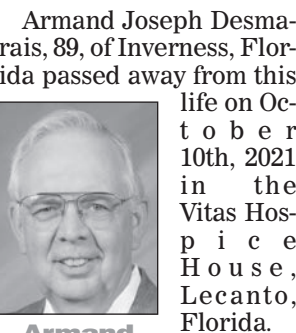 Armand Joseph Desma-
rais, 89, of Inverness, Flor-
ida passed away from this
life on Oc-
tober
10th, 2021
in the
Vitas Hos-
pice
House,
Lecanto,
Florida.
Armand